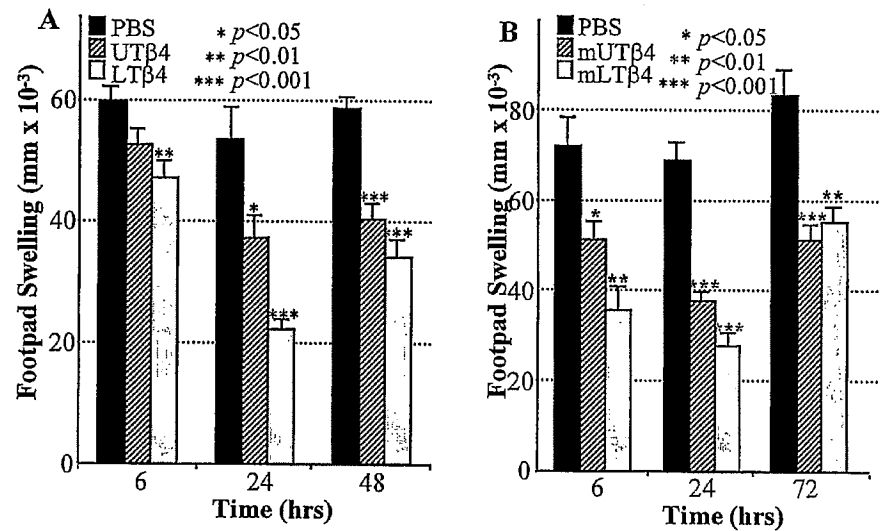 A
PBS
UTβ4
LTβ4
* p<0.05
** p<0.01
*** p<0.001
Footpad Swelling (mm x 10⁻³)
60
40
20
0
**
*
***
***
***
6 24 48
Time (hrs)
B
PBS
mUTβ4
mLTβ4
* p<0.05
** p<0.01
*** p<0.001
Footpad Swelling (mm x 10⁻³)
80
60
40
20
0
*
**
***
***
***
**
6 24 72
Time (hrs)